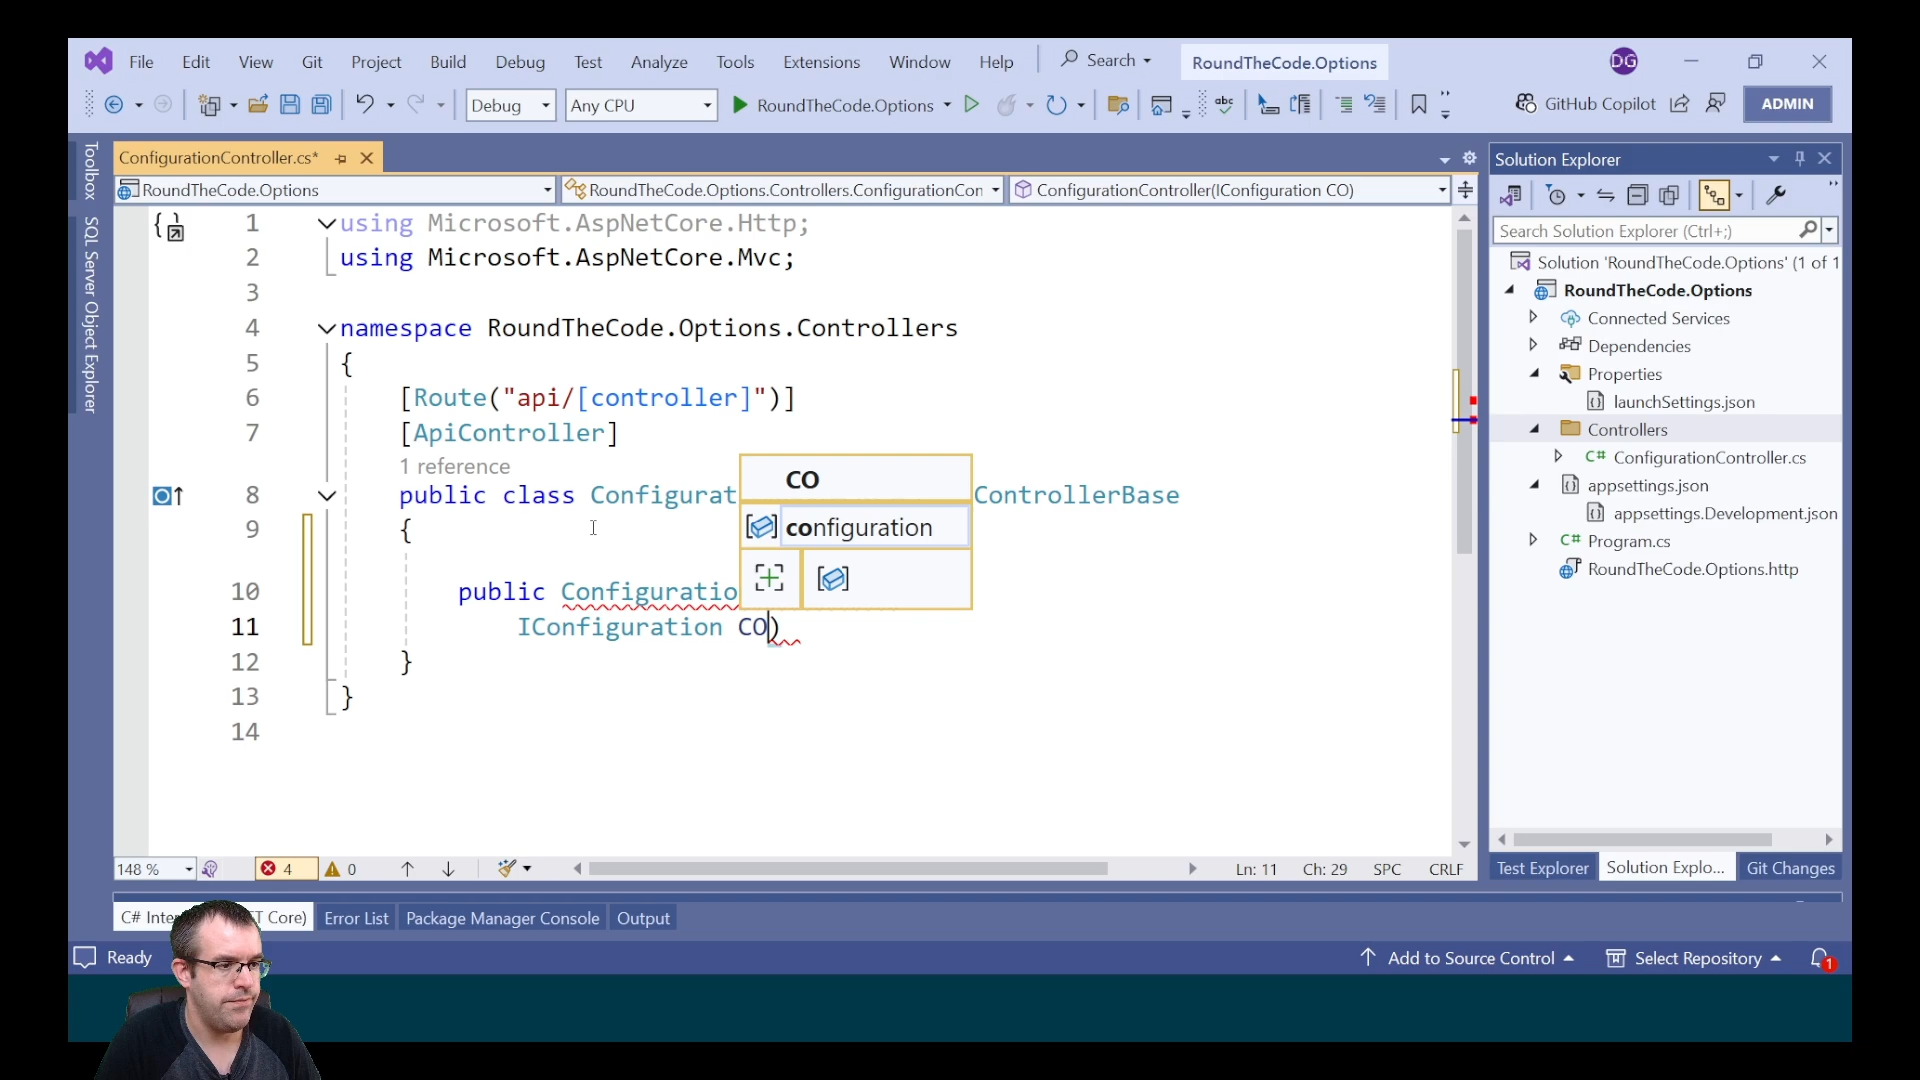 File Edit View Git Project Build Debug Test Analyze Tools Extensions Window Help Search RoundTheCode.Options DG
Debug Any CPU RoundTheCode.Options abc GitHub Copilot ADMIN
Toolbox
SQL Server Object Explorer
ConfigurationController.cs*
RoundTheCode.Options RoundTheCode.Options.Controllers.ConfigurationCon ConfigurationController(IConfiguration CO)
1 using Microsoft.AspNetCore.Http;
2 using Microsoft.AspNetCore.Mvc;
3
4 namespace RoundTheCode.Options.Controllers
5 {
6 [Route("api/[controller]")]
7 [ApiController]
1 reference
8 public class Configurat ControllerBase
9 {
10 public Configuratio
11 IConfiguration CO)
12 }
13 }
14
CO
configuration
Solution Explorer
Search Solution Explorer (Ctrl+;)
Solution 'RoundTheCode.Options' (1 of 1
RoundTheCode.Options
Connected Services
Dependencies
Properties
launchSettings.json
Controllers
C# ConfigurationController.cs
appsettings.json
appsettings.Development.json
C# Program.cs
RoundTheCode.Options.http
148 % 4 0 Ln: 11 Ch: 29 SPC CRLF
Test Explorer Solution Explo... Git Changes
C# Inter T Core) Error List Package Manager Console Output
Ready Add to Source Control Select Repository 1